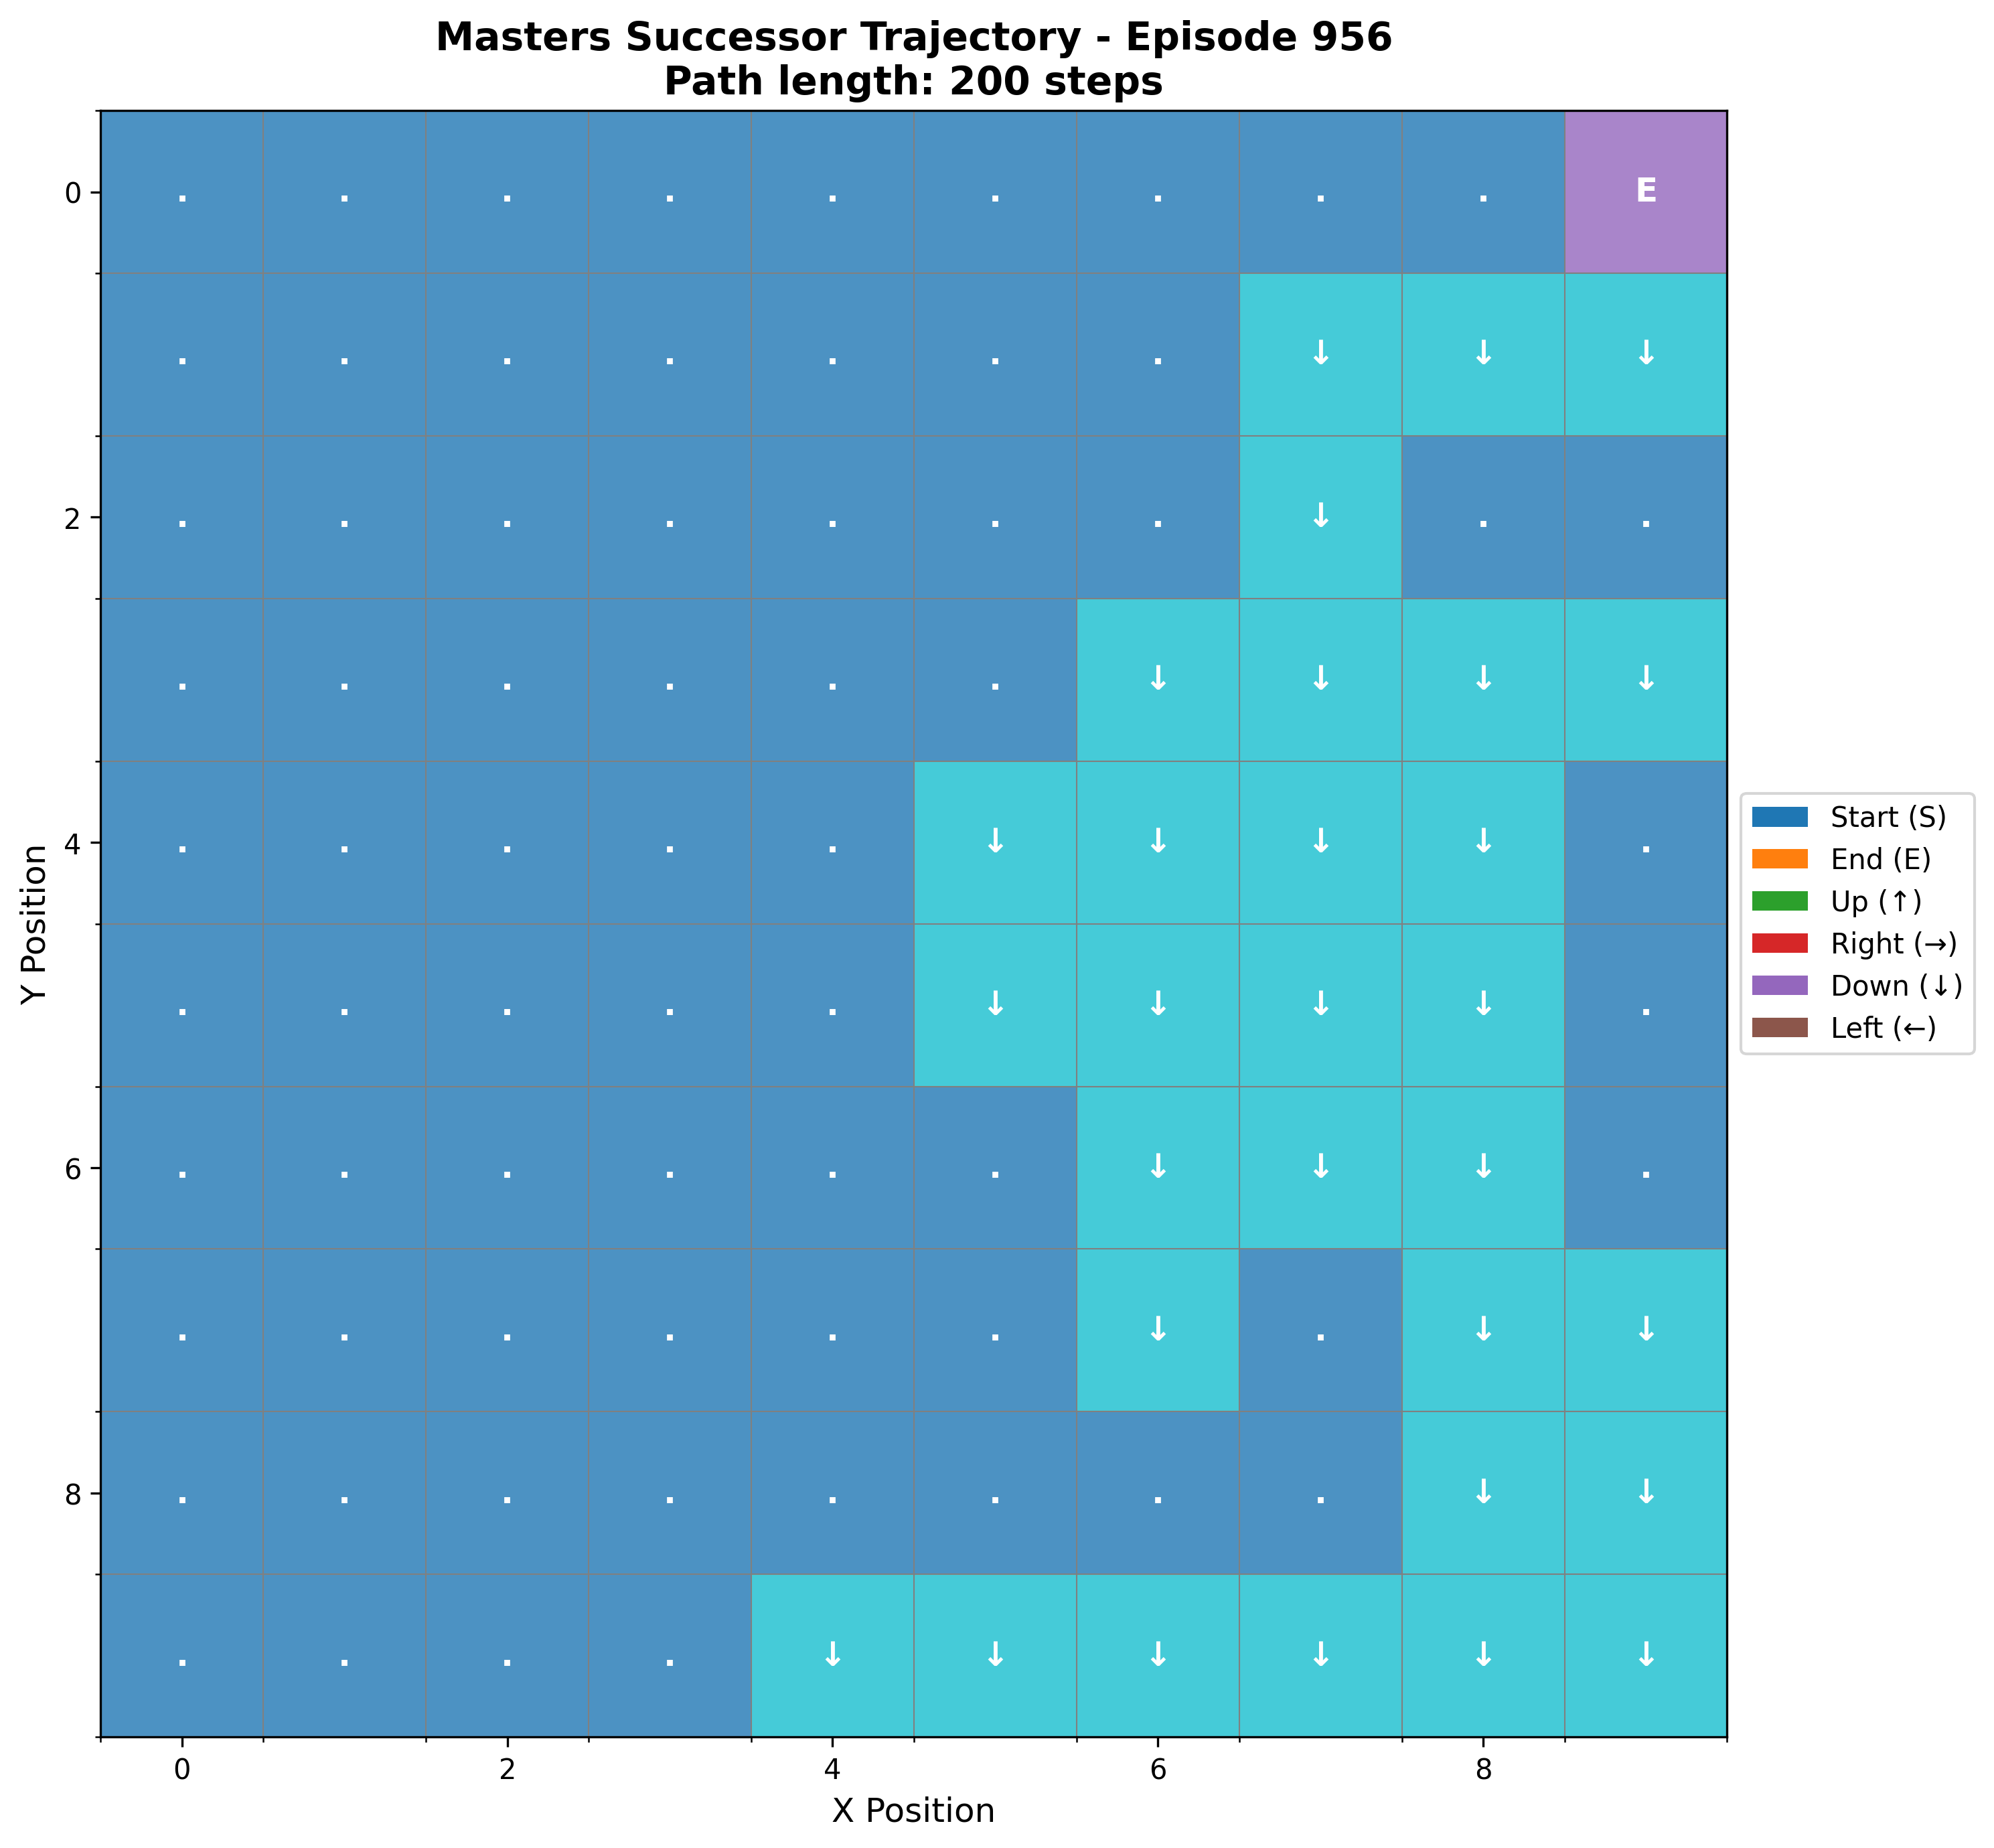 Masters Successor Trajectory - Episode 956
Path length: 200 steps
0 . . . . . . . . . E
. . . . . . . ↓ ↓ ↓
2 . . . . . . . ↓ . .
. . . . . . ↓ ↓ ↓ ↓
4 . . . . . ↓ ↓ ↓ ↓ .
. . . . . ↓ ↓ ↓ ↓ .
6 . . . . . . ↓ ↓ ↓ .
. . . . . . ↓ . ↓ ↓
8 . . . . . . . . ↓ ↓
. . . . ↓ ↓ ↓ ↓ ↓ ↓
0 2 4 6 8
X Position
Y Position
Start (S)
End (E)
Up (↑)
Right (→)
Down (↓)
Left (←)